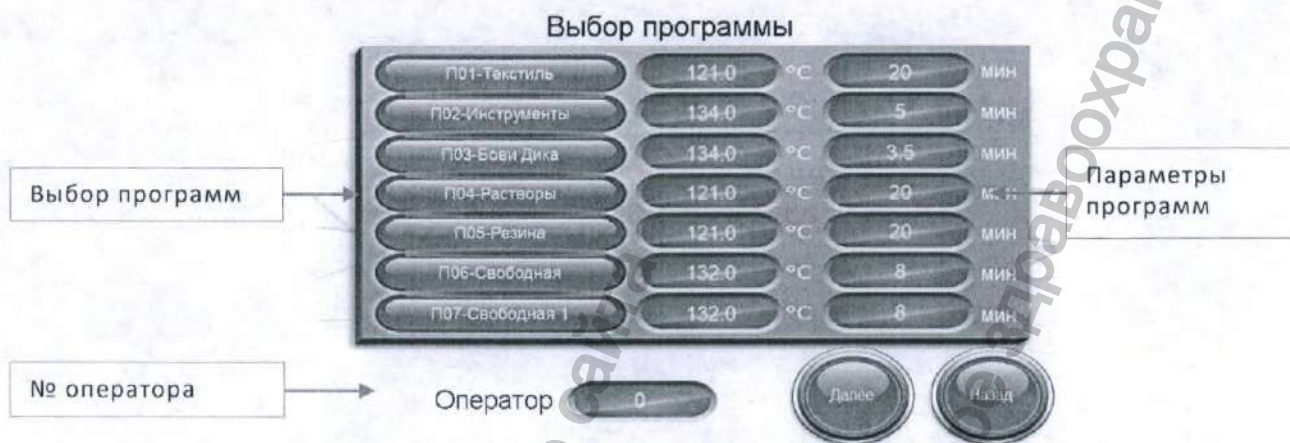 Выбор программы
П01-Текстиль 121.0 °C 20 мин
П02-Инструменты 134.0 °C 5 мин
П03-Бови Дика 134.0 °C 3.5 мин
П04-Растворы 121.0 °C 20
П05-Резина 121.0 °C 20 мин
П06-Свободная 132.0 °C 8 мин
П07-Свободная 1 132.0 °C 8 мин
Выбор программ
Параметры
программ
№ оператора
Оператор 0 Далее Назад